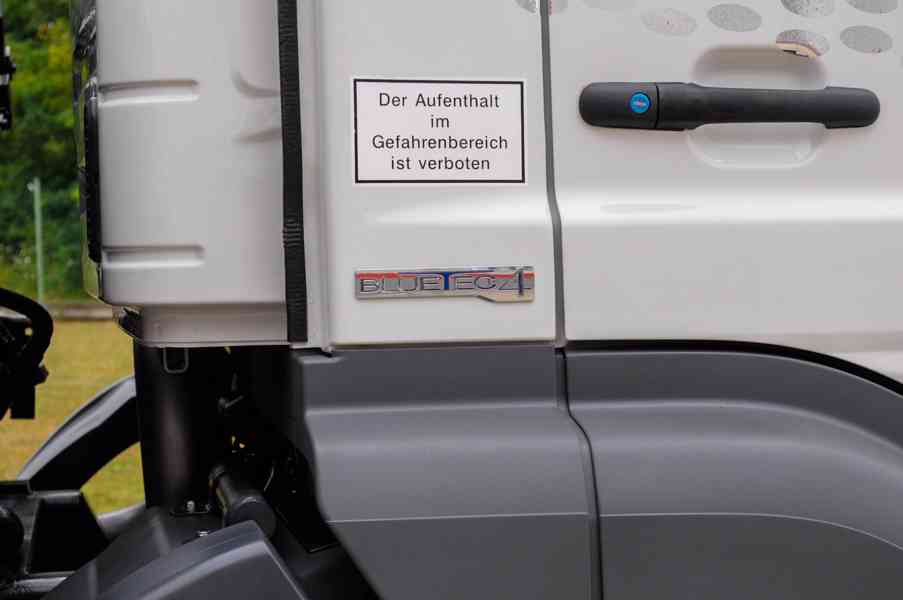 Der Aufenthalt
im
Gefahrenbereich
ist verboten
BLUETEC4